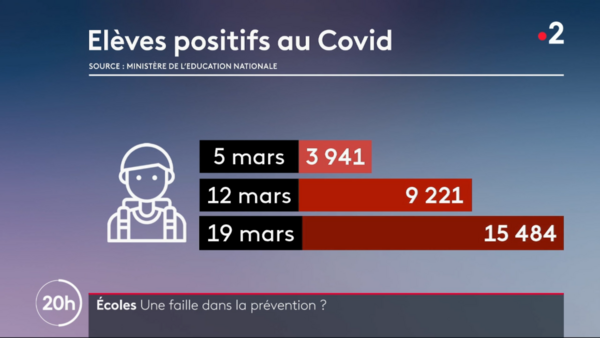 Elèves positifs au Covid
2
SOURCE : MINISTÈRE DE L'EDUCATION NATIONALE
5 mars 3 941
12 mars 9 221
19 mars 15 484
20h
Écoles Une faille dans la prévention ?